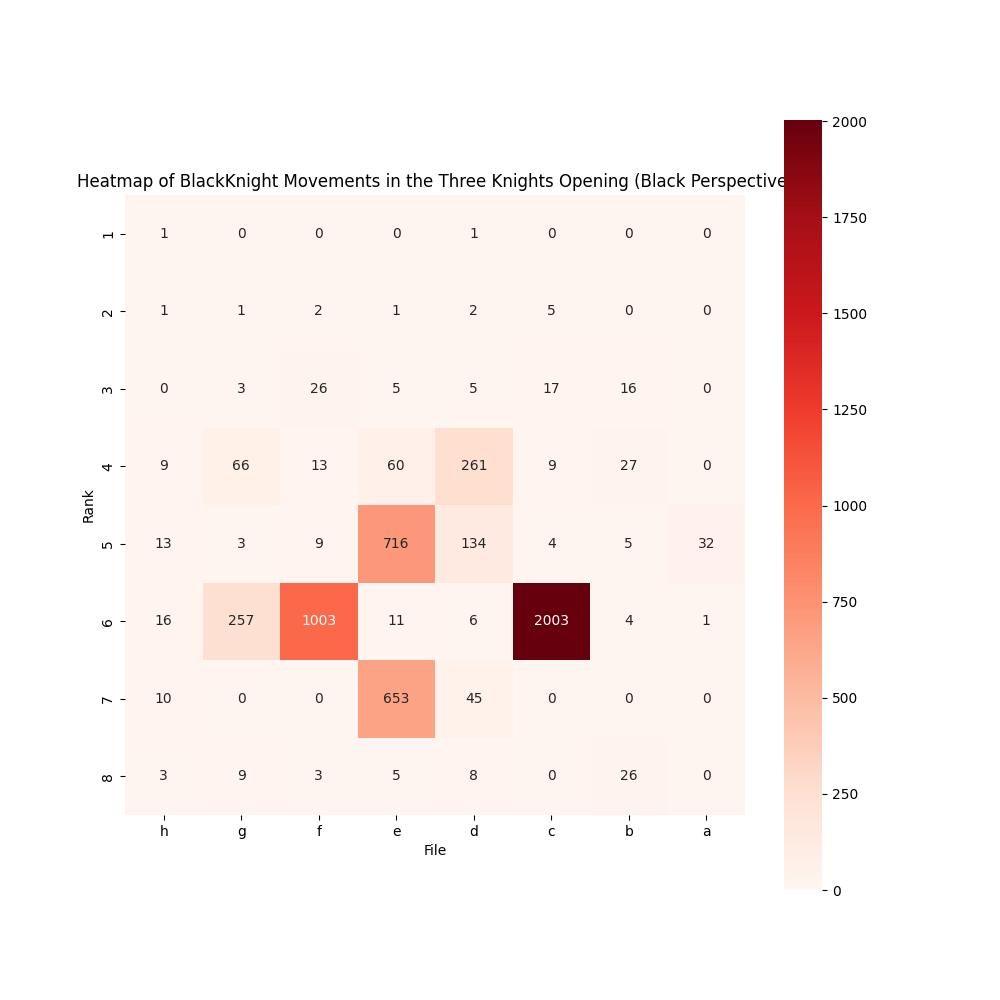 Heatmap of BlackKnight Movements in the Three Knights Opening (Black Perspective
2000
1750
1500
1250
1000
750
500
250
0
Rank
1 1 0 0 0 1 0 0 0
2 1 1 2 1 2 5 0 0
3 0 3 26 5 5 17 16 0
4 9 66 13 60 261 9 27 0
5 13 3 9 716 134 4 5 32
6 16 257 1003 11 6 2003 4 1
7 10 0 0 653 45 0 0 0
8 3 9 3 5 8 0 26 0
h g f e d c b a
File